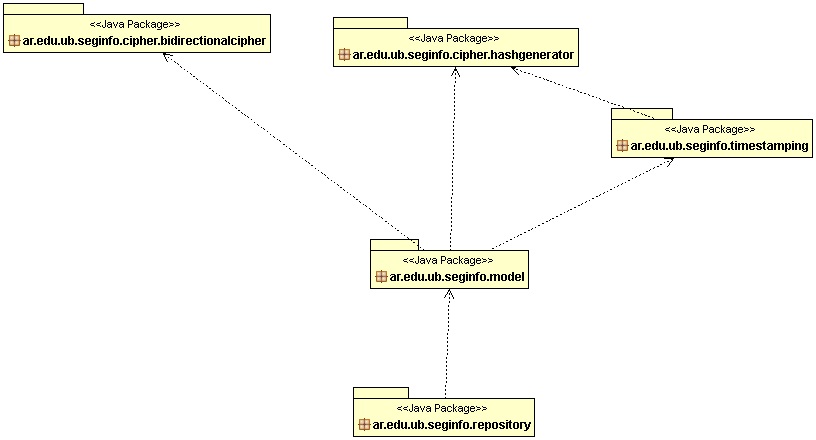 <<Java Package>>
ar.edu.ub.seginfo.cipher.bidirectionalcipher
<<Java Package>>
ar.edu.ub.seginfo.cipher.hashgenerator
<<Java Package>>
ar.edu.ub.seginfo.timestamping
<<Java Package>>
ar.edu.ub.seginfo.model
<<Java Package>>
ar.edu.ub.seginfo.repository